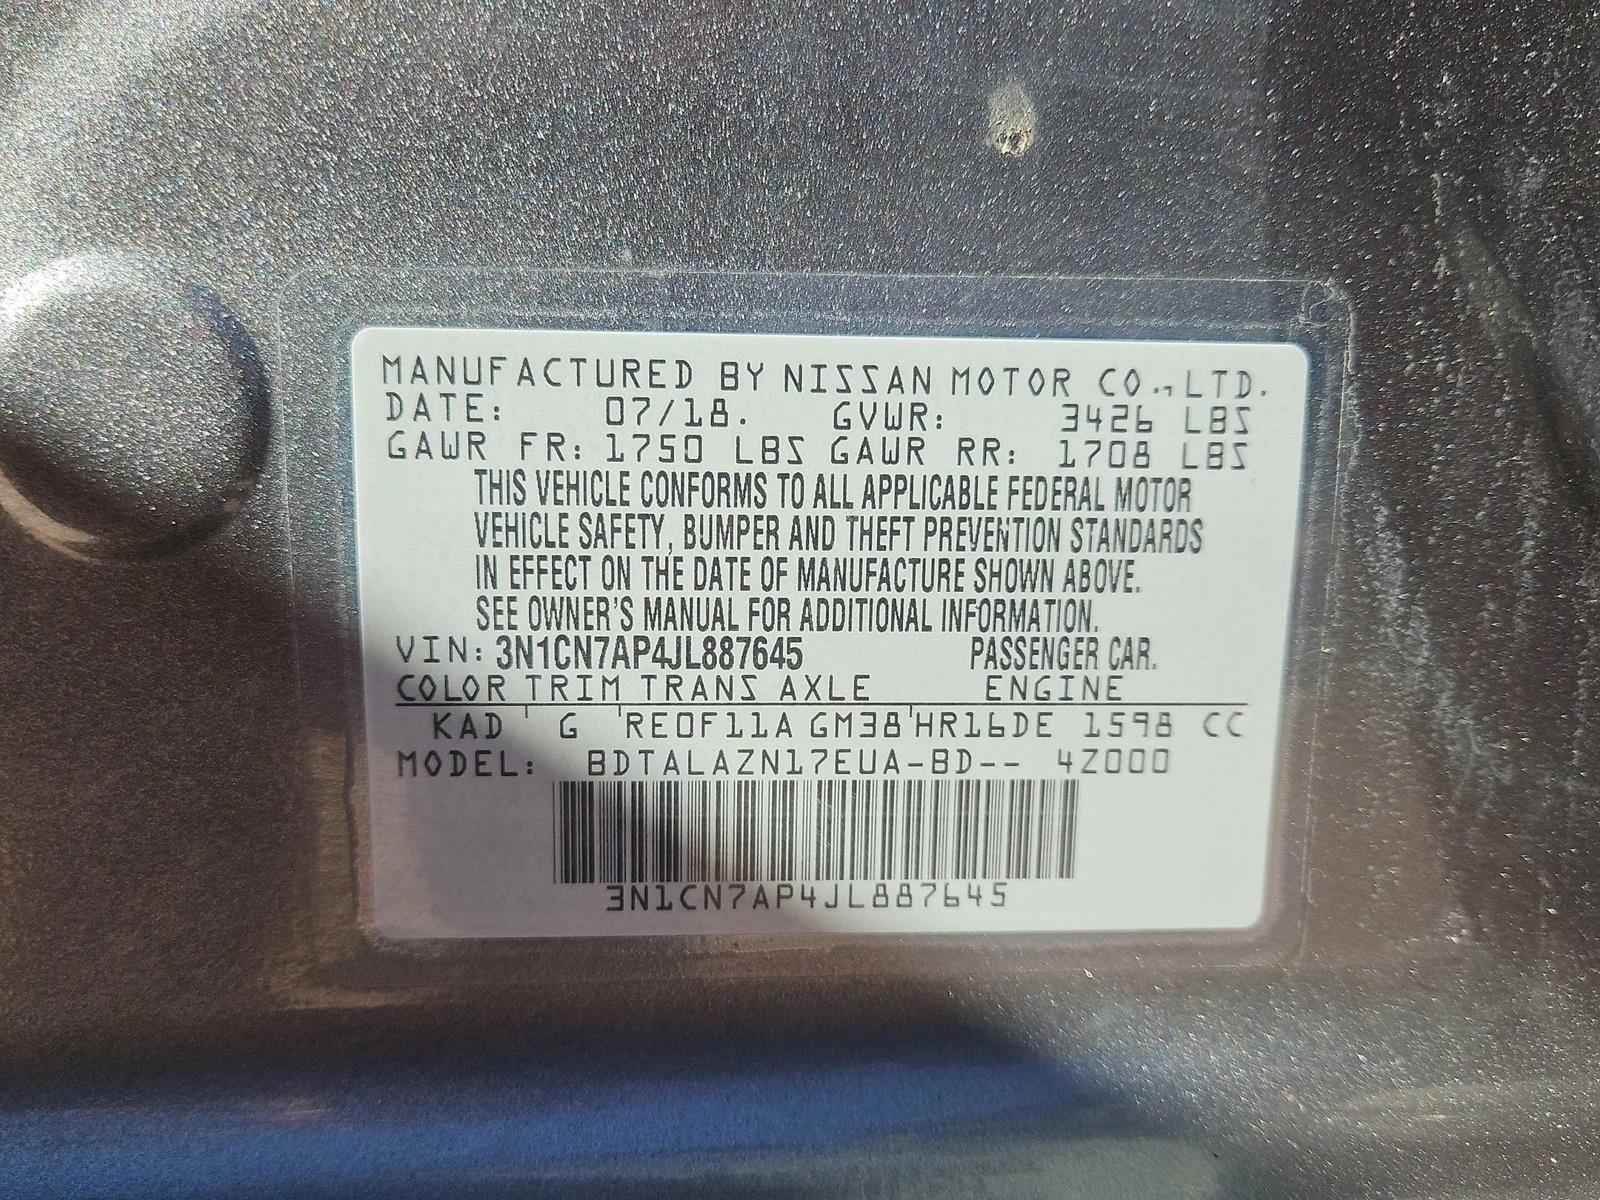 MANUFACTURED BY NISSAN MOTOR CO., LTD.
DATE: 07/18. GVWR: 3426 LBS
GAWR FR: 1750 LBS GAWR RR: 1708 LBS
THIS VEHICLE CONFORMS TO ALL APPLICABLE FEDERAL MOTOR
VEHICLE SAFETY, BUMPER AND THEFT PREVENTION STANDARDS
IN EFFECT ON THE DATE OF MANUFACTURE SHOWN ABOVE.
SEE OWNER'S MANUAL FOR ADDITIONAL INFORMATION.
VIN: 3N1CN7AP4JL887645 PASSENGER CAR.
COLOR TRIM TRANS AXLE ENGINE
KAD G RE0F11A GM38 HR16DE 1598 CC
MODEL: BDTALAZN17EUA-BD-- 4Z000
3N1CN7AP4JL887645